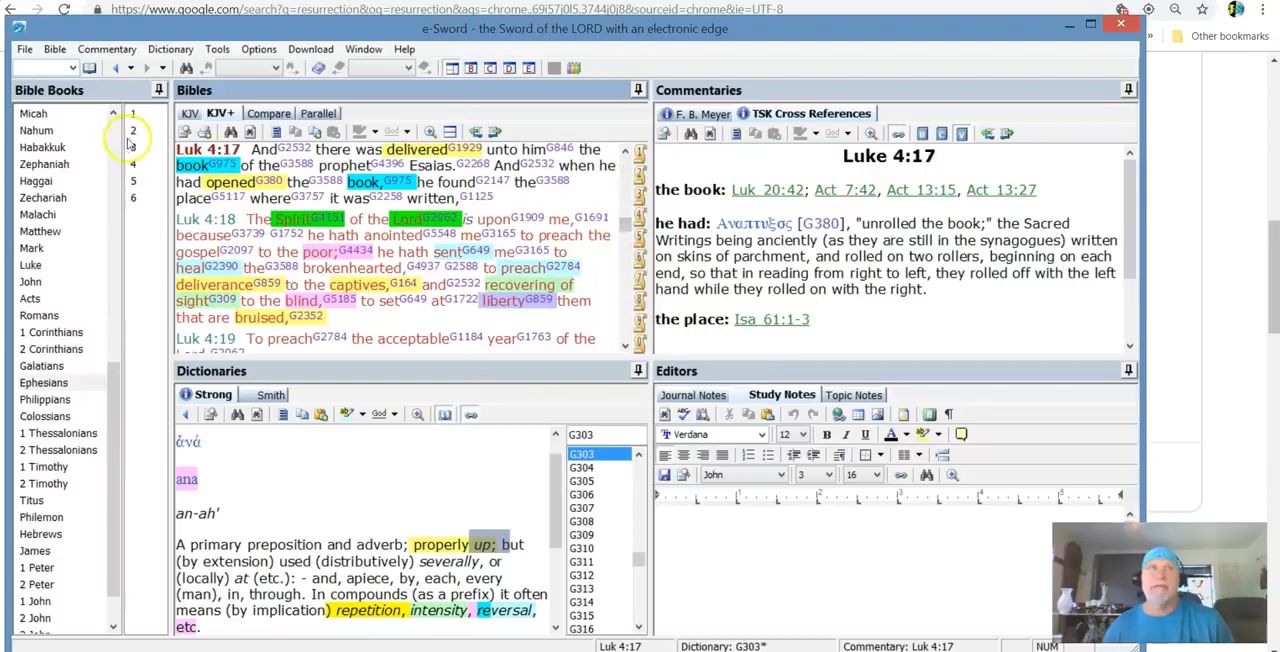 https://www.google.com/search?q=resurrection&oq=resurrection&aqs=chrome..69i57j0l5.3744j0j8&sourceid=chrome&ie=UTF-8
» Other bookmarks
e-Sword - the Sword of the LORD with an electronic edge
File Bible Commentary Dictionary Tools Options Download Window Help
B C D E
Bible Books
Micah
Nahum
Habakkuk
Zephaniah
Haggai
Zechariah
Malachi
Matthew
Mark
Luke
John
Acts
Romans
1 Corinthians
2 Corinthians
Galatians
Ephesians
Philippians
Colossians
1 Thessalonians
2 Thessalonians
1 Timothy
2 Timothy
Titus
Philemon
Hebrews
James
1 Peter
2 Peter
1 John
2 John
1
2
3
4
5
6
Bibles
KJV KJV+ Compare Parallel
God
Luk 4:17 And G2532 there was delivered G1929 unto him G846 the
book G975 of the G3588 prophet G4396 Esaias. G2268 And G2532 when he
had opened G380 the G3588 book, G975 he found G2147 the G3588
place G5117 where G3757 it was G2258 written, G1125
Luk 4:18 The Spirit G4151 of the Lord G2962 is upon G1909 me, G1691
because G3739 G1752 he hath anointed G5548 me G3165 to preach the
gospel G2097 to the poor; G4434 he hath sent G649 me G3165 to
heal G2390 the G3588 brokenhearted, G4937 G2588 to preach G2784
deliverance G859 to the captives, G164 and G2532 recovering of
sight G309 to the blind, G5185 to set G649 at G1722 liberty G859 them
that are bruised, G2352
Luk 4:19 To preach G2784 the acceptable G1184 year G1763 of the
Lord. G2962
Commentaries
F. B. Meyer TSK Cross References
God
Luke 4:17
the book: Luk 20:42; Act 7:42; Act 13:15, Act 13:27
he had: Αναπτυξος [G380], "unrolled the book;" the Sacred
Writings being anciently (as they are still in the synagogues) written
on skins of parchment, and rolled on two rollers, beginning on each
end, so that in reading from right to left, they rolled off with the left
hand while they rolled on with the right.
the place: Isa 61:1-3
Dictionaries
Strong Smith
God
ἀνά
ana
an-ah'
A primary preposition and adverb; properly up; but
(by extension) used (distributively) severally, or
(locally) at (etc.): - and, apiece, by, each, every
(man), in, through. In compounds (as a prefix) it often
means (by implication) repetition, intensity, reversal,
etc.
G303
G303
G304
G305
G306
G307
G308
G309
G310
G311
G312
G313
G314
G315
G316
Editors
Journal Notes Study Notes Topic Notes
Verdana 12 B I U A
John 3 16
1 2 3 4
Luk 4:17 Dictionary: G303* Commentary: Luk 4:17 NUM